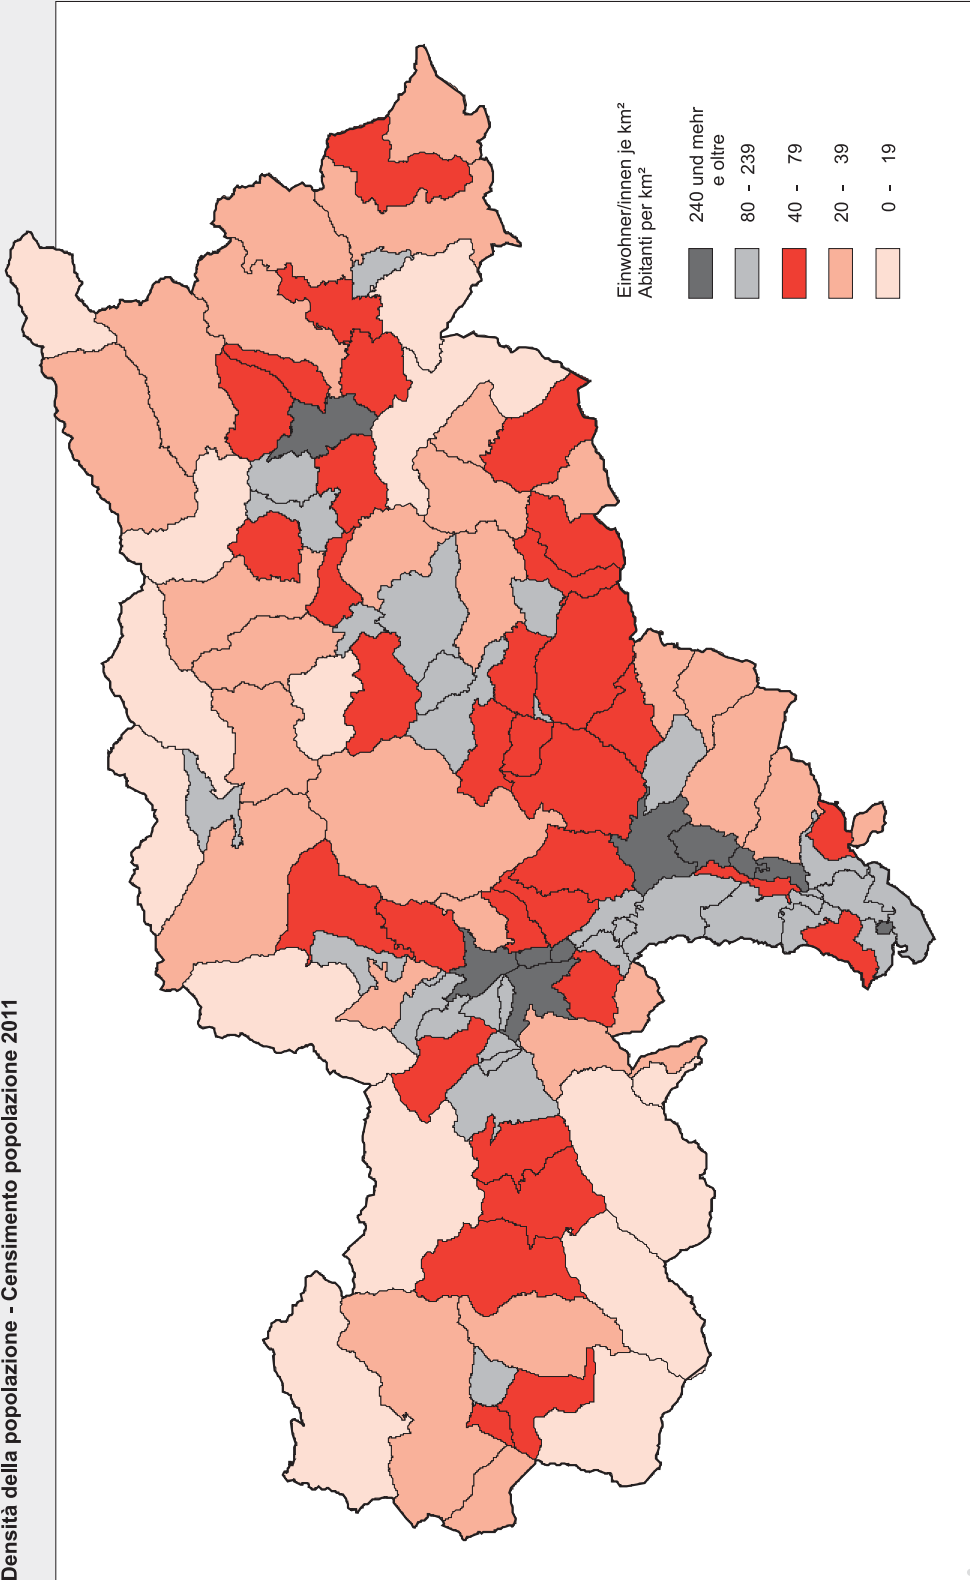 Densità della popolazione - Censimento popolazione 2011
Einwohner/innen je km²
Abitanti per km²
240 und mehr
e oltre
80 - 239
40 - 79
20 - 39
0 - 19